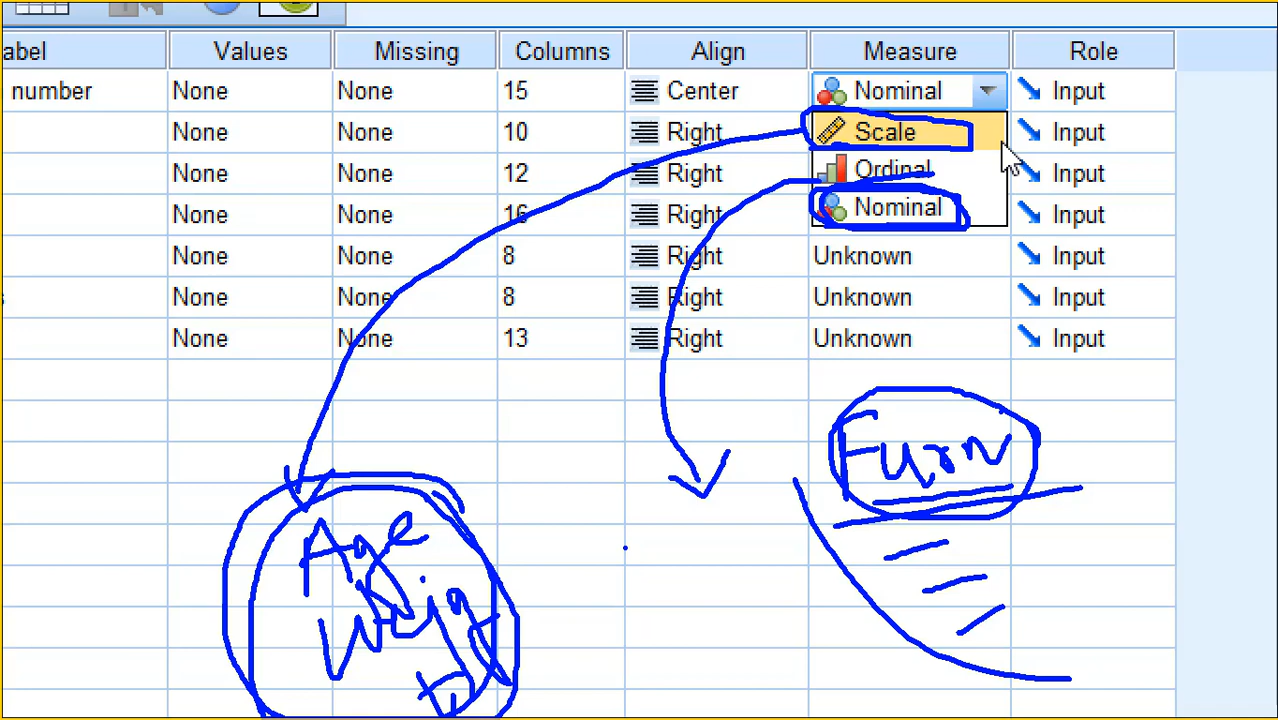 abel Values Missing Columns Align Measure Role
number None None 15 Center Nominal Input
None None 10 Right Scale Input
None None 12 Right Ordinal Input
None None 16 Right Nominal Input
None None 8 Right Unknown Input
s None None 8 Right Unknown Input
None None 13 Right Unknown Input
Age